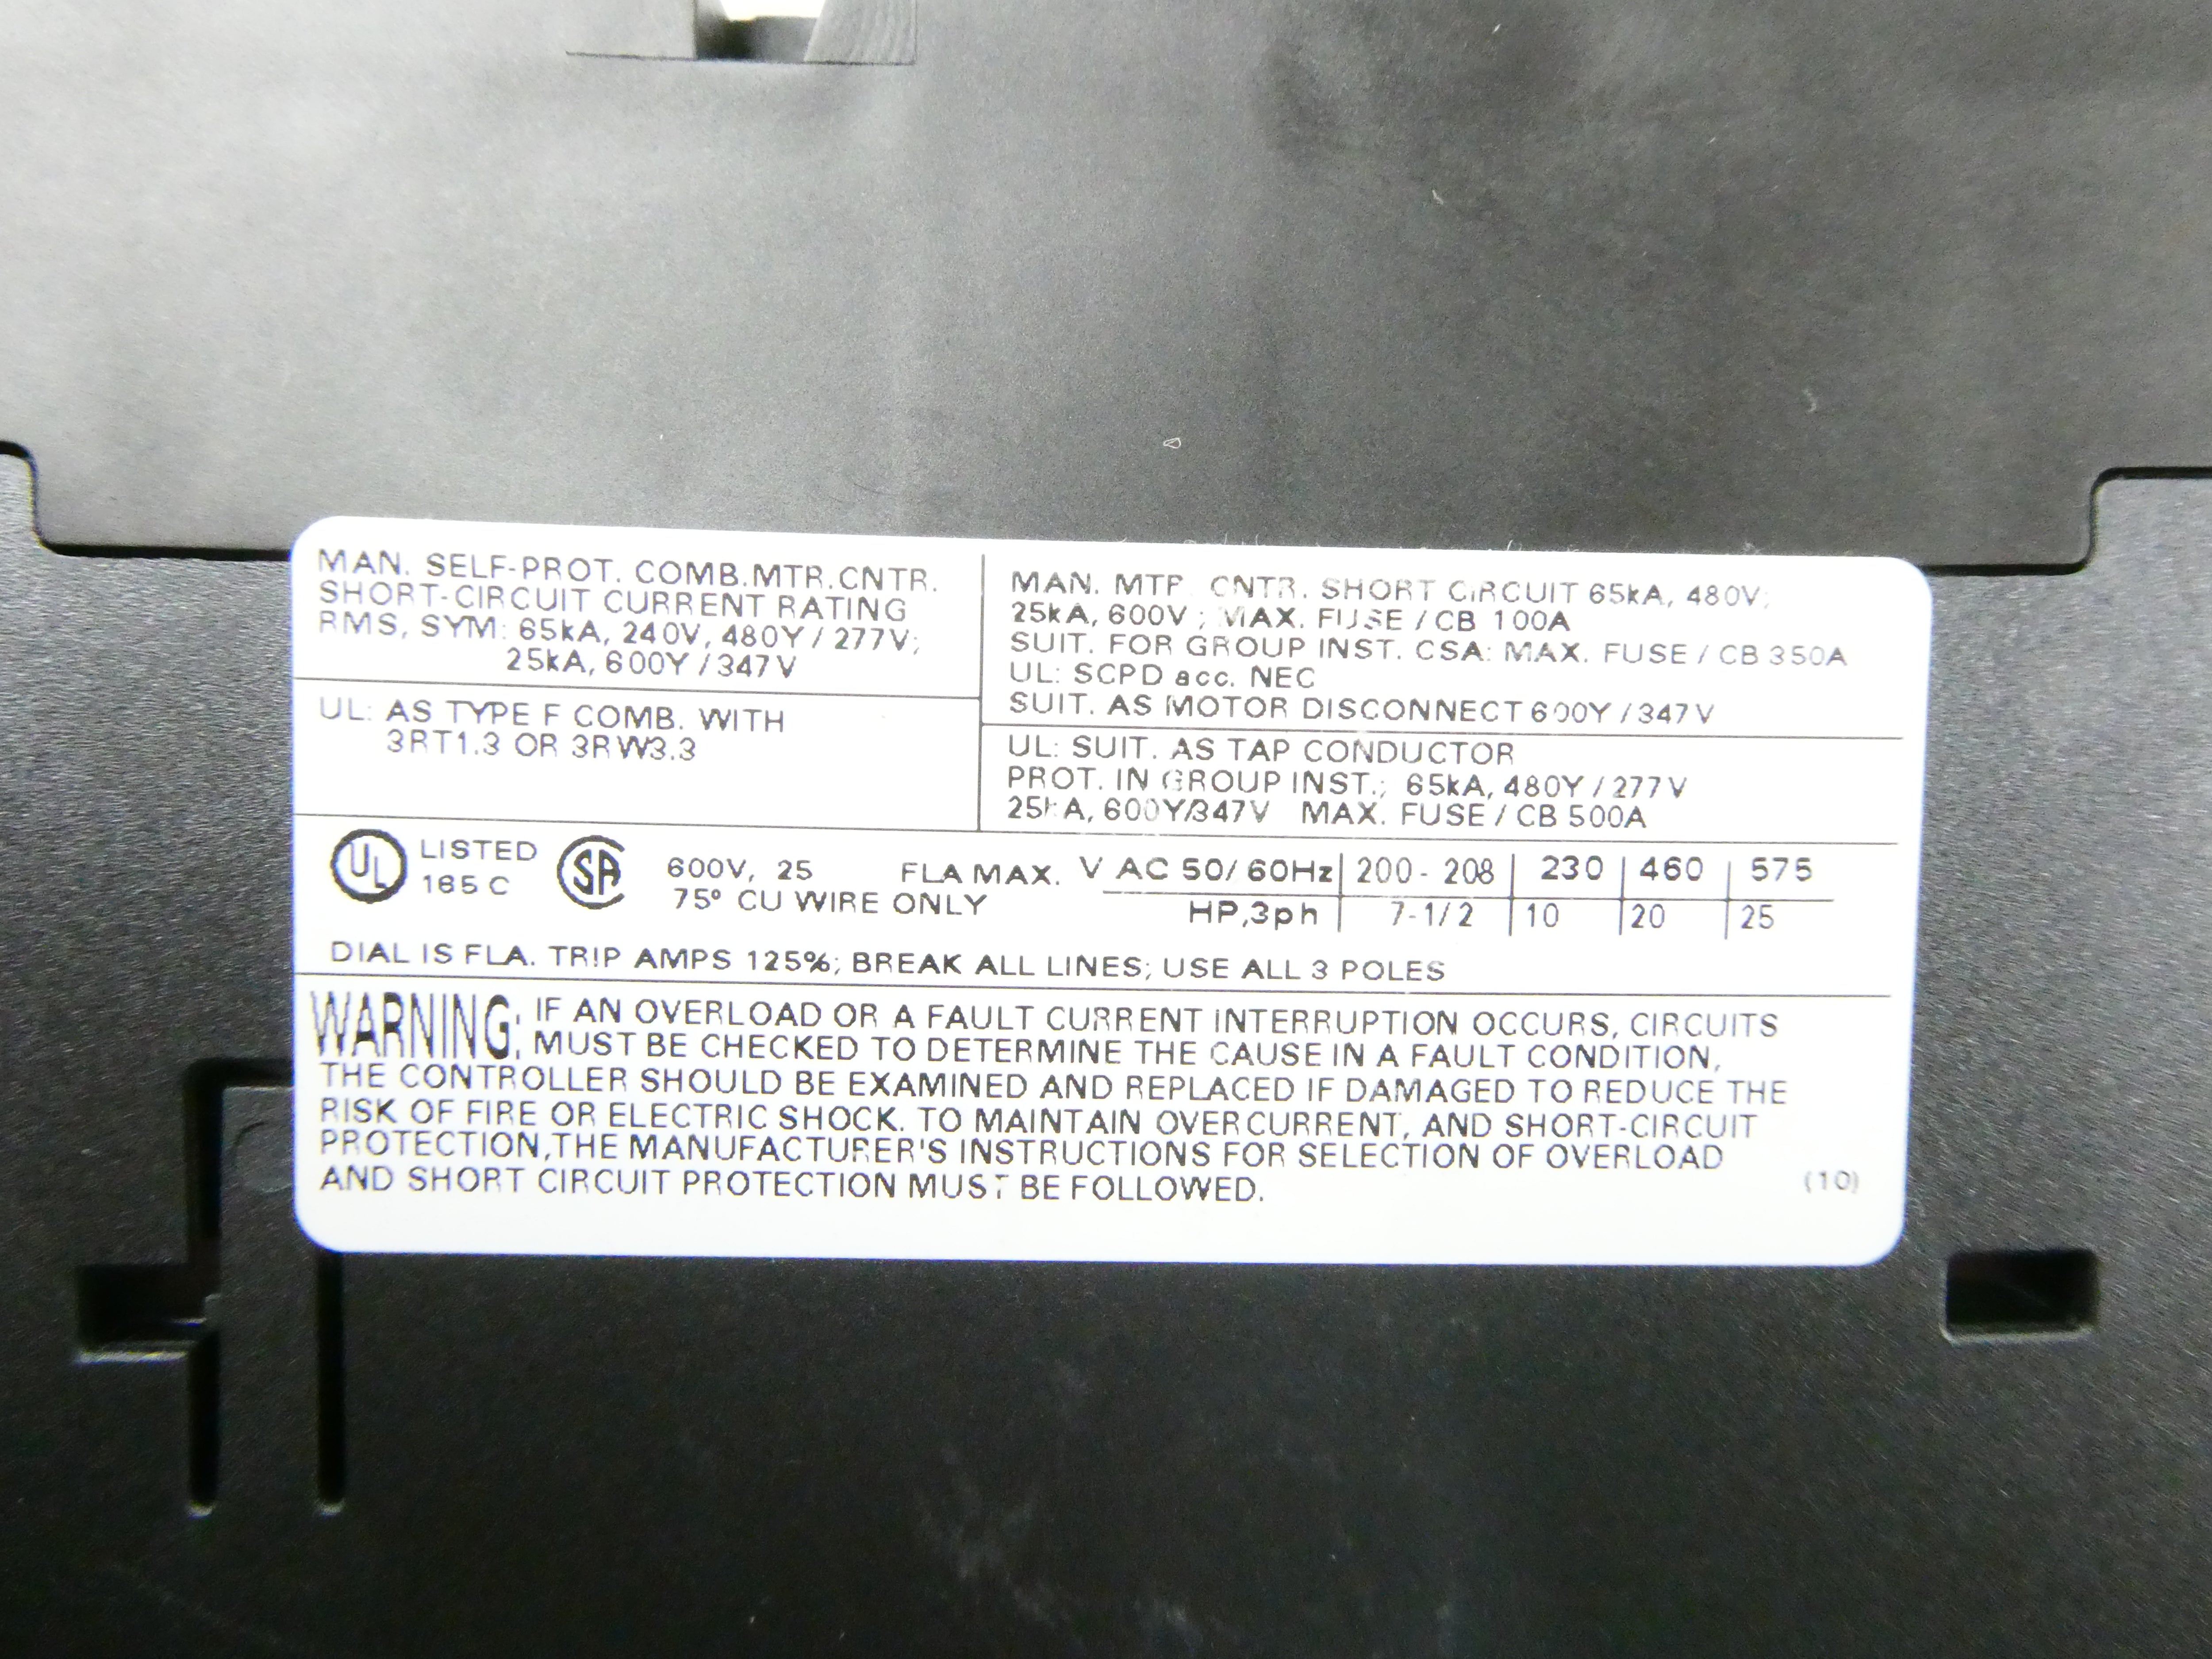 MAN. SELF-PROT. COMB.MTR.CNTR.
SHORT-CIRCUIT CURRENT RATING
RMS, SYM: 65kA, 240V, 480Y / 277V;
25kA, 600Y / 347V
UL: AS TYPE F COMB. WITH
3RT1.3 OR 3RW3.3
MAN. MTR. CNTR. SHORT CIRCUIT 65kA, 480V;
25kA, 600V ; MAX. FUSE / CB 100A
SUIT. FOR GROUP INST. CSA: MAX. FUSE / CB 350A
UL: SCPD acc. NEC
SUIT. AS MOTOR DISCONNECT 600Y / 347V
UL: SUIT. AS TAP CONDUCTOR
PROT. IN GROUP INST.; 65kA, 480Y / 277V
25kA, 600Y/347V MAX. FUSE / CB 500A
UL LISTED
165 C
SA
600V, 25 FLA MAX.
75° CU WIRE ONLY
V AC 50/60Hz 200 - 208 230 460 575
HP,3ph 7-1/2 10 20 25
DIAL IS FLA. TRIP AMPS 125%; BREAK ALL LINES; USE ALL 3 POLES
WARNING: IF AN OVERLOAD OR A FAULT CURRENT INTERRUPTION OCCURS, CIRCUITS
MUST BE CHECKED TO DETERMINE THE CAUSE IN A FAULT CONDITION,
THE CONTROLLER SHOULD BE EXAMINED AND REPLACED IF DAMAGED TO REDUCE THE
RISK OF FIRE OR ELECTRIC SHOCK. TO MAINTAIN OVERCURRENT, AND SHORT-CIRCUIT
PROTECTION,THE MANUFACTURER'S INSTRUCTIONS FOR SELECTION OF OVERLOAD
AND SHORT CIRCUIT PROTECTION MUST BE FOLLOWED.
(10)